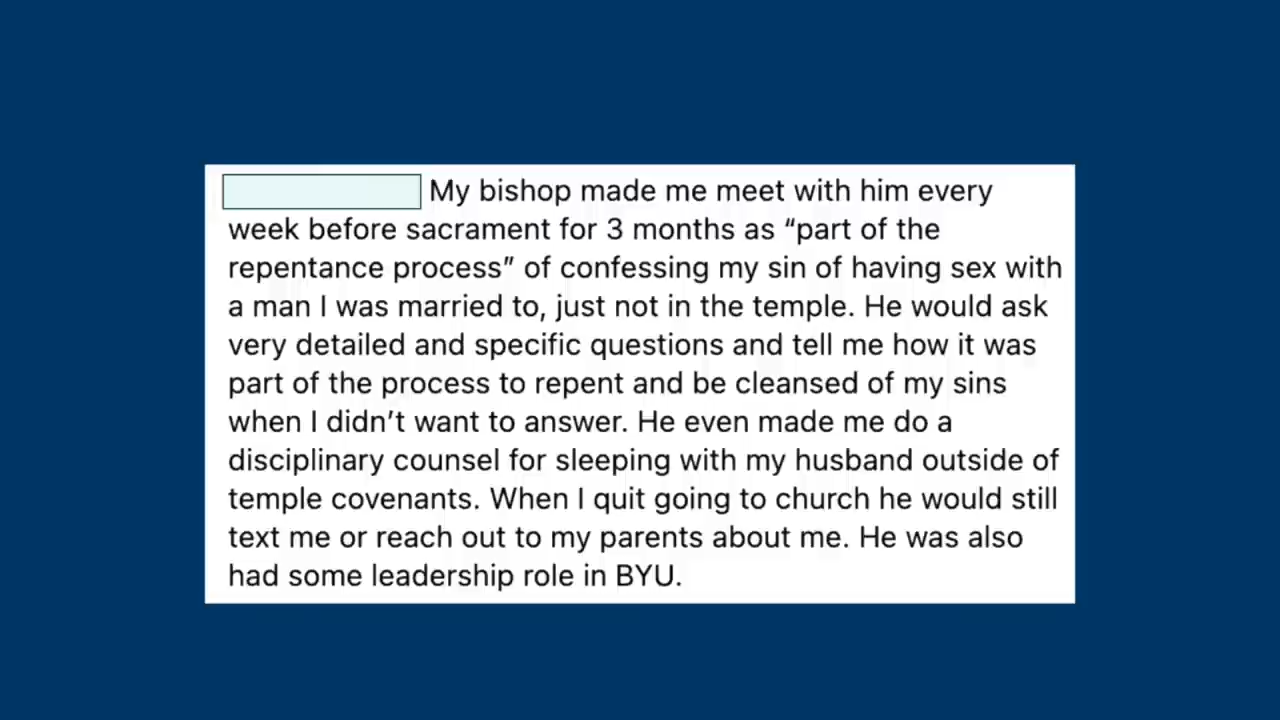 My bishop made me meet with him every
week before sacrament for 3 months as “part of the
repentance process” of confessing my sin of having sex with
a man I was married to, just not in the temple. He would ask
very detailed and specific questions and tell me how it was
part of the process to repent and be cleansed of my sins
when I didn’t want to answer. He even made me do a
disciplinary counsel for sleeping with my husband outside of
temple covenants. When I quit going to church he would still
text me or reach out to my parents about me. He was also
had some leadership role in BYU.